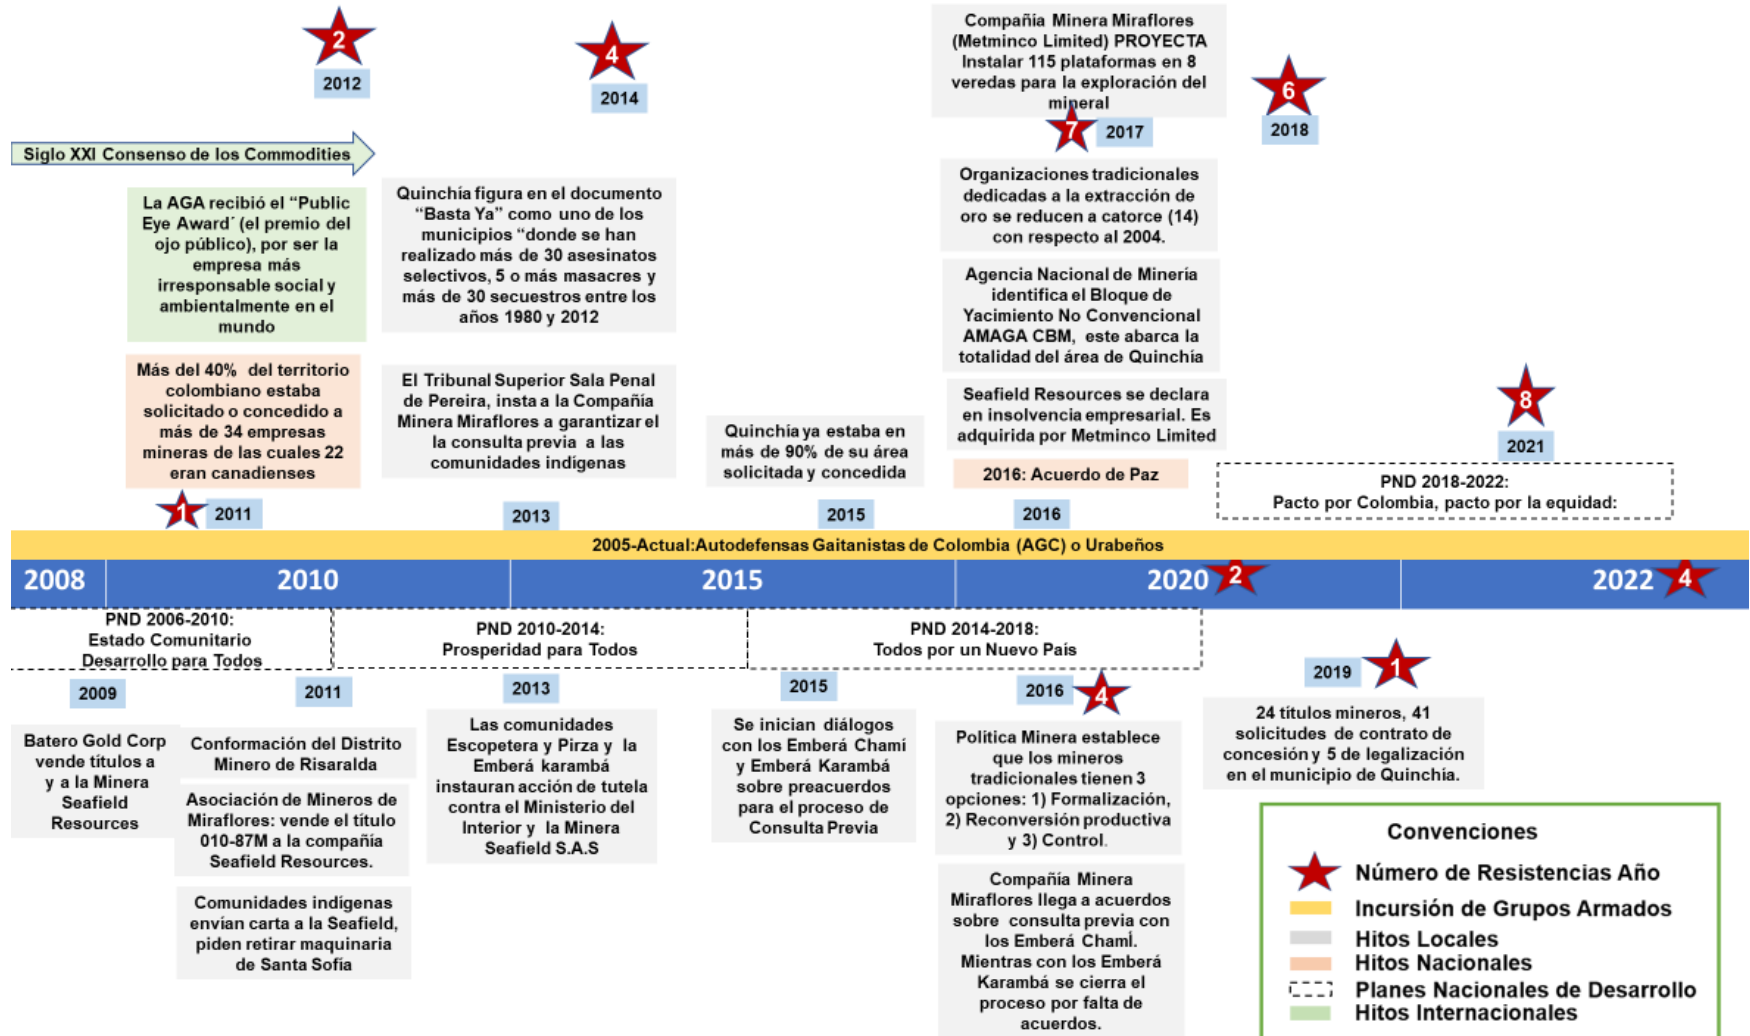 2
2012
4
2014
Compañía Minera Miraflores
(Metminco Limited) PROYECTA
Instalar 115 plataformas en 8
veredas para la exploración del
mineral
7
2017
6
2018
Siglo XXI Consenso de los Commodities
La AGA recibió el “Public
Eye Award´ (el premio del
ojo público), por ser la
empresa más
irresponsable social y
ambientalmente en el
mundo
Quinchía figura en el documento
“Basta Ya” como uno de los
municipios “donde se han
realizado más de 30 asesinatos
selectivos, 5 o más masacres y
más de 30 secuestros entre los
años 1980 y 2012
Organizaciones tradicionales
dedicadas a la extracción de
oro se reducen a catorce (14)
con respecto al 2004.
Agencia Nacional de Minería
identifica el Bloque de
Yacimiento No Convencional
AMAGA CBM, este abarca la
totalidad del área de Quinchía
Más del 40% del territorio
colombiano estaba
solicitado o concedido a
más de 34 empresas
mineras de las cuales 22
eran canadienses
El Tribunal Superior Sala Penal
de Pereira, insta a la Compañía
Minera Miraflores a garantizar el
la consulta previa a las
comunidades indígenas
Quinchía ya estaba en
más de 90% de su área
solicitada y concedida
Seafield Resources se declara
en insolvencia empresarial. Es
adquirida por Metminco Limited
2016: Acuerdo de Paz
8
2021
PND 2018-2022:
Pacto por Colombia, pacto por la equidad:
1
2011
2013
2015
2016
2005-Actual:Autodefensas Gaitanistas de Colombia (AGC) o Urabeños
2008
2010
2015
2020
2
2022
4
PND 2006-2010:
Estado Comunitario
Desarrollo para Todos
PND 2010-2014:
Prosperidad para Todos
PND 2014-2018:
Todos por un Nuevo País
2009
2011
2013
2015
2016
4
2019
1
Batero Gold Corp
vende títulos a
y a la Minera
Seafield
Resources
Conformación del Distrito
Minero de Risaralda
Asociación de Mineros de
Miraflores: vende el título
010-87M a la compañía
Seafield Resources.
Comunidades indígenas
envían carta a la Seafield,
piden retirar maquinaria
de Santa Sofía
Las comunidades
Escopetera y Pirza y la
Emberá karambá
instauran acción de tutela
contra el Ministerio del
Interior y la Minera
Seafield S.A.S
Se inician diálogos
con los Emberá Chamí
y Emberá Karambá
sobre preacuerdos
para el proceso de
Consulta Previa
Política Minera establece
que los mineros
tradicionales tienen 3
opciones: 1) Formalización,
2) Reconversión productiva
y 3) Control.
Compañía Minera
Miraflores llega a acuerdos
sobre consulta previa con
los Emberá Chamí.
Mientras con los Emberá
Karambá se cierra el
proceso por falta de
acuerdos.
24 títulos mineros, 41
solicitudes de contrato de
concesión y 5 de legalización
en el municipio de Quinchía.
Convenciones
Número de Resistencias Año
Incursión de Grupos Armados
Hitos Locales
Hitos Nacionales
Planes Nacionales de Desarrollo
Hitos Internacionales